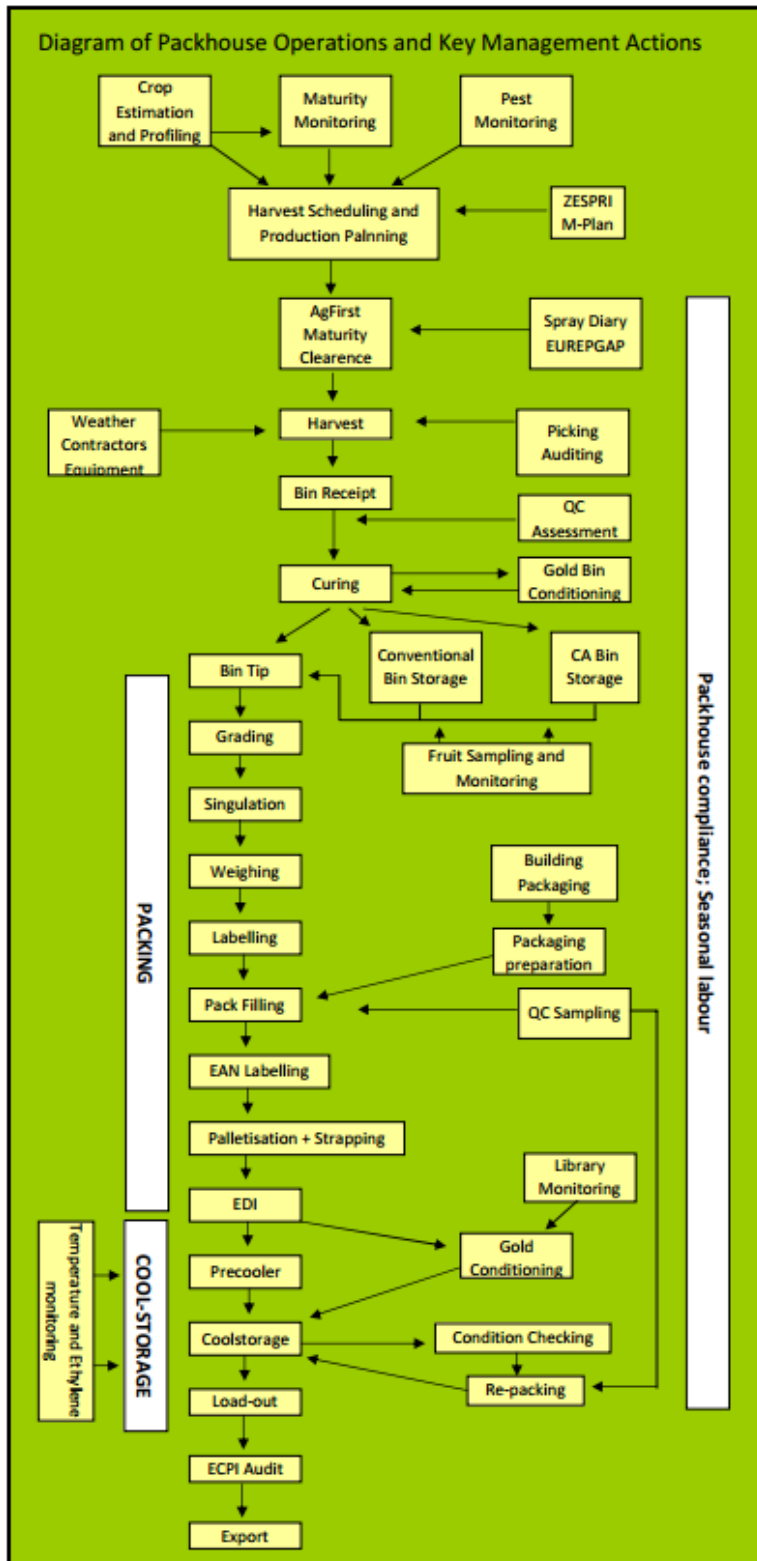 Diagram of Packhouse Operations and Key Management Actions
Crop
Estimation
and Profiling
Maturity
Monitoring
Pest
Monitoring
Harvest Scheduling and
Production Palnning
ZESPRI
M-Plan
AgFirst
Maturity
Clearence
Spray Diary
EUREPGAP
Weather
Contractors
Equipment
Harvest
Picking
Auditing
Bin Receipt
QC
Assessment
Curing
Gold Bin
Conditioning
Bin Tip
Conventional
Bin Storage
CA Bin
Storage
Grading
Fruit Sampling and
Monitoring
Singulation
Weighing
Building
Packaging
Labelling
Packaging
preparation
Pack Filling
QC Sampling
EAN Labelling
Palletisation + Strapping
Library
Monitoring
EDI
Gold
Conditioning
Precooler
Coolstorage
Condition Checking
Re-packing
Load-out
ECPI Audit
Export
PACKING
COOL-STORAGE
Temperature and Ethylene
monitoring
Packhouse compliance; Seasonal labour